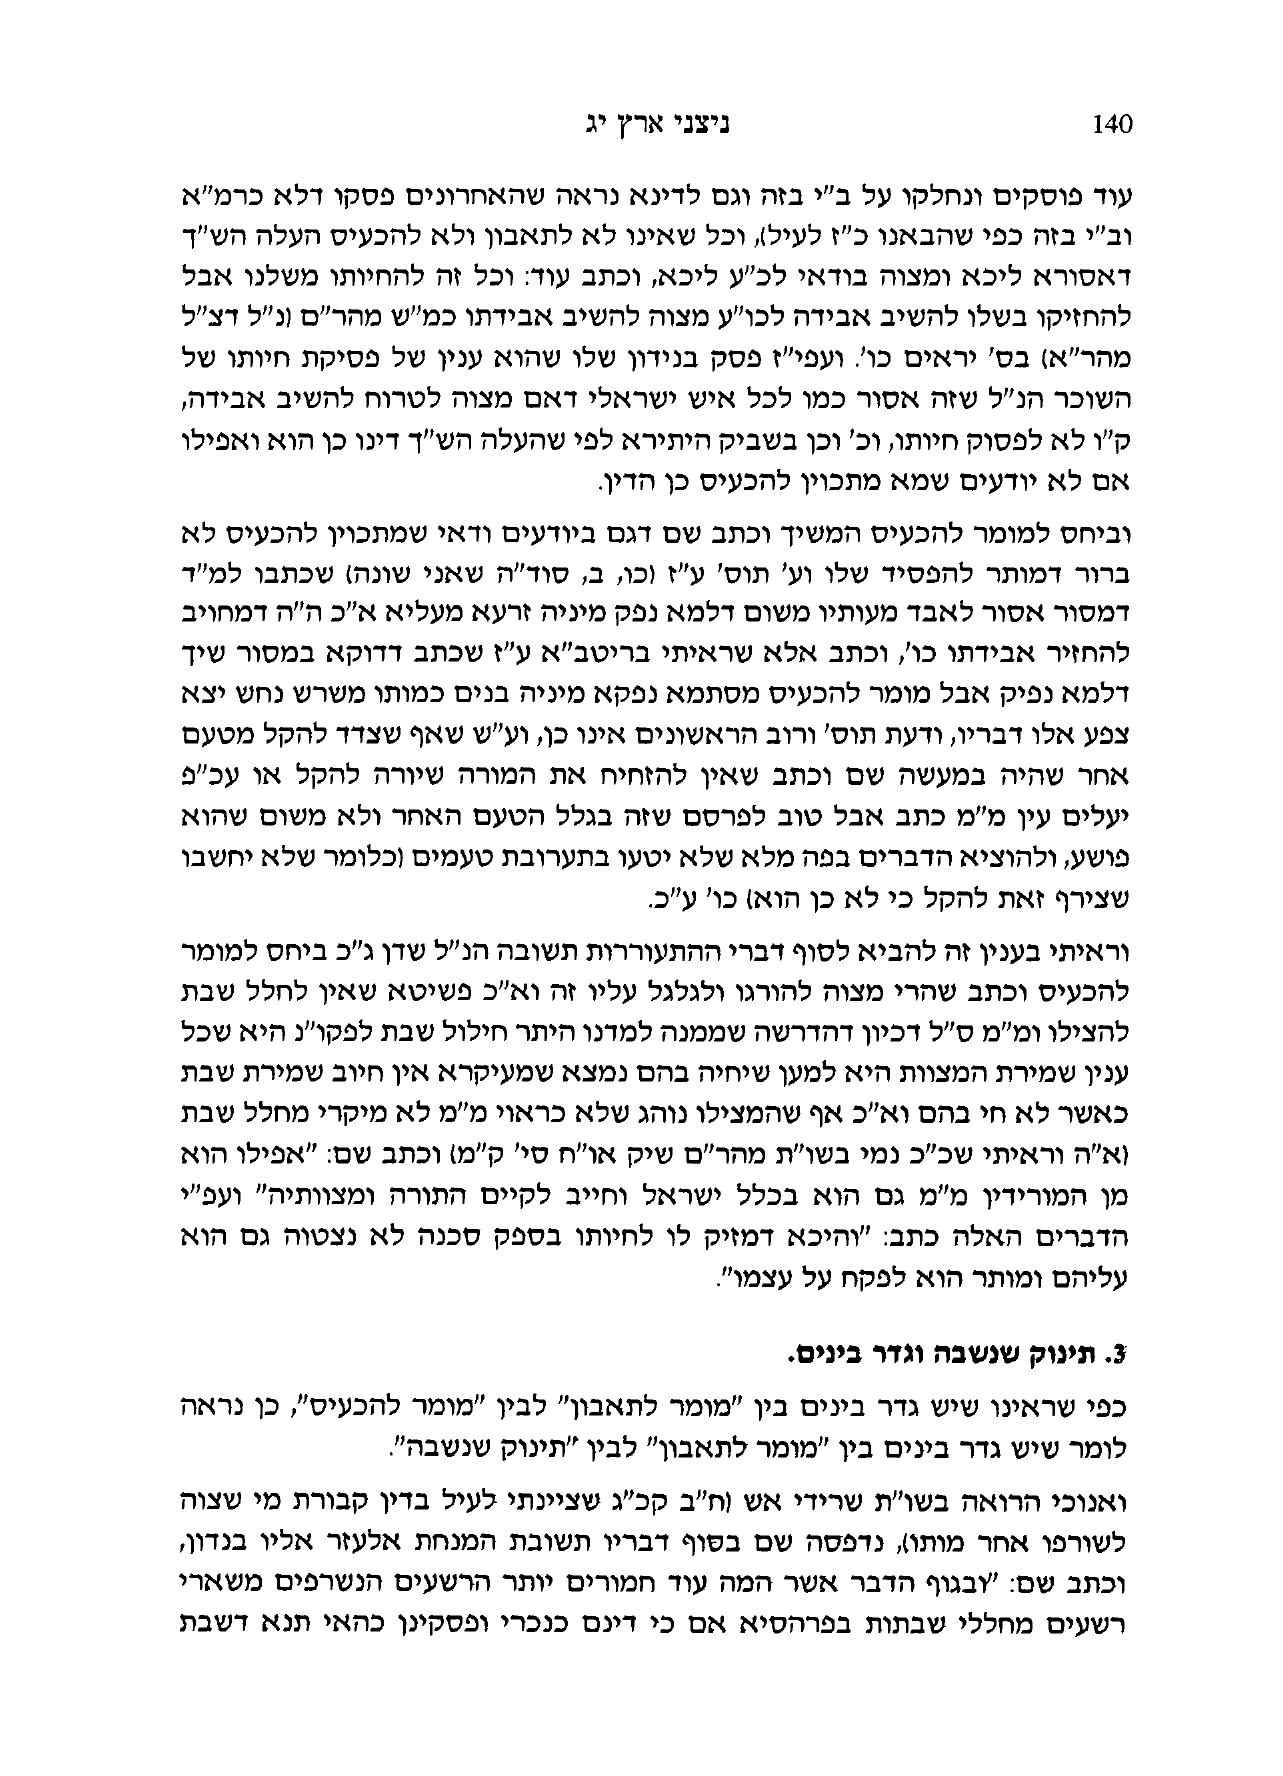 140
ניצני ארץ יג
עוד פוסקים ונחלקו על ב"י בזה וגם לדינא נראה שהאחרונים פסקו דלא כרמ"א
וב"י בזה כפי שהבאנו כ"ז לעיל), וכל שאינו לא לתאבון ולא להכעיס העלה הש"ך
דאסורא ליכא ומצוה בודאי לכ"ע ליכא, וכתב עוד: וכל זה להחיותו משלנו אבל
להחזיקו בשלו להשיב אבידה לכו"ע מצוה להשיב אבידתו כמ"ש מהר"ם (נ"ל דצ"ל
מהר"א) בס' יראים כו'. ועפי"ז פסק בנידון שלו שהוא ענין של פסיקת חיותו של
השוכר הנ"ל שזה אסור כמו לכל איש ישראלי דאם מצוה לטרוח להשיב אבידה,
ק"ו לא לפסוק חיותו, וכ' וכן בשביק היתירא לפי שהעלה הש"ך דינו כן הוא ואפילו
אם לא יודעים שמא מתכוין להכעיס כן הדין.
וביחס למומר להכעיס המשיך וכתב שם דגם ביודעים ודאי שמתכוין להכעיס לא
ברור דמותר להפסיד שלו וע' תוס' ע"ז (כו, ב, סוד"ה שאני שונה) שכתבו למ"ד
דמסור אסור לאבד מעותיו משום דלמא נפק מיניה זרעא מעליא א"כ ה"ה דמחויב
להחזיר אבידתו כו', וכתב אלא שראיתי בריטב"א ע"ז שכתב דדוקא במסור שיך
דלמא נפיק אבל מומר להכעיס מסתמא נפקא מיניה בנים כמותו משרש נחש יצא
צפע אלו דבריו, ודעת תוס' ורוב הראשונים אינו כן, וע"ש שאף שצדד להקל מטעם
אחר שהיה במעשה שם וכתב שאין להזחיח את המורה שיורה להקל או עכ"פ
יעלים עין מ"מ כתב אבל טוב לפרסם שזה בגלל הטעם האחר ולא משום שהוא
פושע, ולהוציא הדברים בפה מלא שלא יטעו בתערובת טעמים (כלומר שלא יחשבו
שצירף זאת להקל כי לא כן הוא) כו' ע"כ.
וראיתי בענין זה להביא לסוף דברי ההתעוררות תשובה הנ"ל שדן ג"כ ביחס למומר
להכעיס וכתב שהרי מצוה להורגו ולגלגל עליו זה וא"כ פשיטא שאין לחלל שבת
להצילו ומ"מ ס"ל דכיון דהדרשה שממנה למדנו היתר חילול שבת לפקו"נ היא שכל
ענין שמירת המצוות היא למען שיחיה בהם נמצא שמעיקרא אין חיוב שמירת שבת
כאשר לא חי בהם וא"כ אף שהמצילו נוהג שלא כראוי מ"מ לא מיקרי מחלל שבת
(א"ה וראיתי שכ"כ נמי בשו"ת מהר"ם שיק או"ח סי' ק"מ) וכתב שם: "אפילו הוא
מן המורידין מ"מ גם הוא בכלל ישראל וחייב לקיים התורה ומצוותיה" ועפ"י
הדברים האלה כתב: "והיכא דמזיק לו לחיותו בספק סכנה לא נצטוה גם הוא
עליהם ומותר הוא לפקח על עצמו".
3. תינוק שנשבה וגדר בינים.
כפי שראינו שיש גדר בינים בין "מומר לתאבון" לבין "מומר להכעיס", כן נראה
לומר שיש גדר בינים בין "מומר לתאבון" לבין "תינוק שנשבה".
ואנוכי הרואה בשו"ת שרידי אש (ח"ב קכ"ג שציינתי לעיל בדין קבורת מי שצוה
לשורפו אחר מותו), נדפסה שם בסוף דבריו תשובת המנחת אלעזר אליו בנדון,
וכתב שם: "ובגוף הדבר אשר המה עוד חמורים יותר הרשעים הנשרפים משארי
רשעים מחללי שבתות בפרהסיא אם כי דינם כנכרי ופסקינן כהאי תנא דשבת